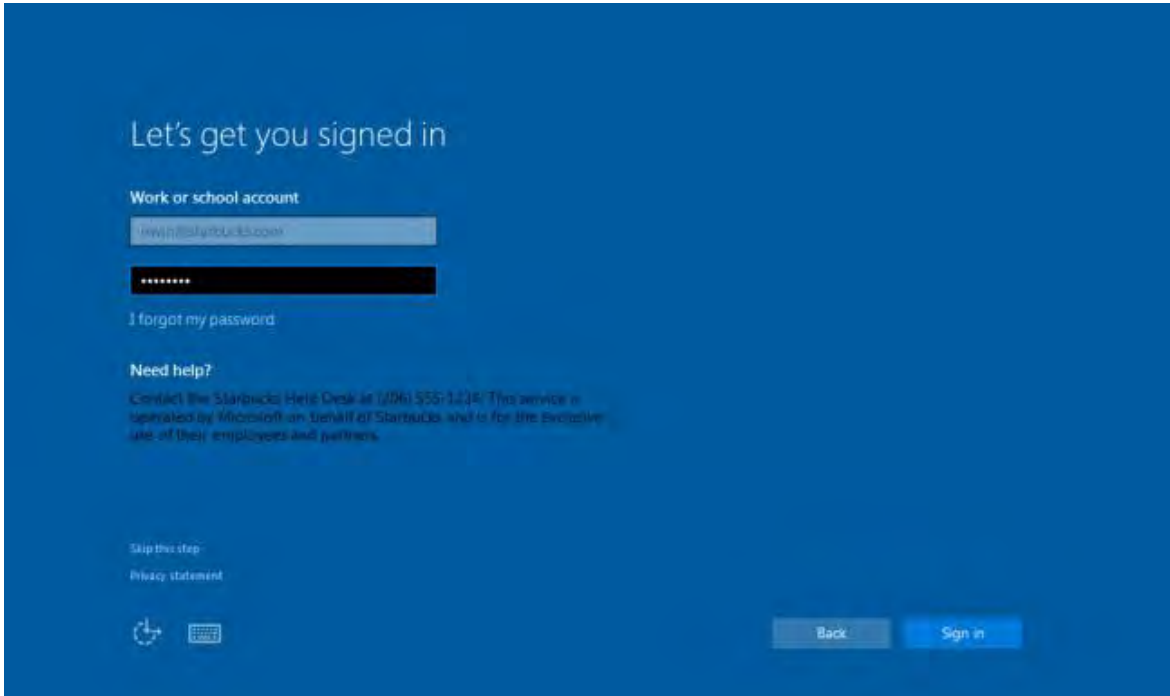 Let's get you signed in
Work or school account
@starbucks.com
••••••••
I forgot my password
Need help?
Contact the Starbucks Help Desk at (206) 555-1234. This service is
operated by Microsoft on behalf of Starbucks and is for the exclusive
use of their employees and partners.
Skip this step
Privacy statement
Back
Sign in